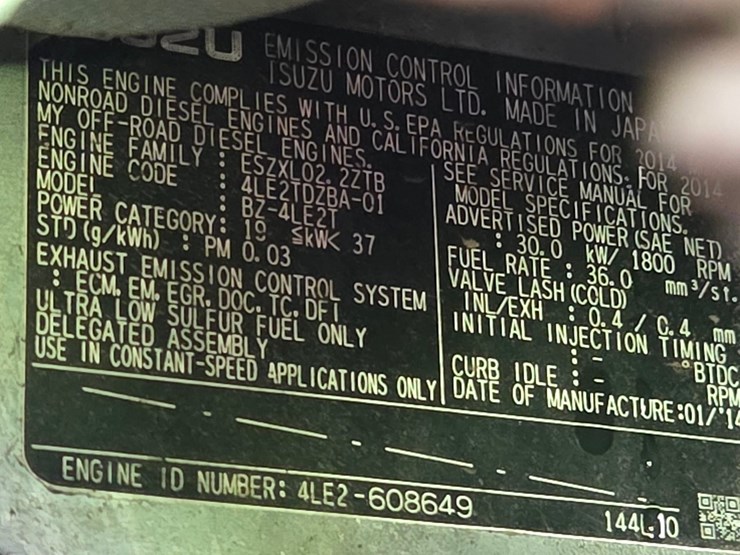 ISUZU EMISSION CONTROL INFORMATION
ISUZU MOTORS LTD. MADE IN JAPA
THIS ENGINE COMPLIES WITH U.S. EPA REGULATIONS FOR 2014
NONROAD DIESEL ENGINES AND CALIFORNIA REGULATIONS FOR 2014
MY OFF-ROAD DIESEL ENGINES.
ENGINE FAMILY : ESZXL02.2ZTB
ENGINE CODE : 4LE2TDZBA-01
MODEL : BZ-4LE2T
POWER CATEGORY: 19 ≦kW< 37
STD(g/kWh) : PM 0.03
EXHAUST EMISSION CONTROL SYSTEM
: ECM, EM, EGR, DOC, TC, DFI
ULTRA LOW SULFUR FUEL ONLY
DELEGATED ASSEMBLY
USE IN CONSTANT-SPEED APPLICATIONS ONLY
SEE SERVICE MANUAL FOR
MODEL SPECIFICATIONS.
ADVERTISED POWER(SAE NET)
: 30.0 kW/ 1800 RPM
FUEL RATE : 36.0 mm³/st.
VALVE LASH(COLD)
INL/EXH : 0.4 / 0.4 mm
INITIAL INJECTION TIMING
: - °BTDC
CURB IDLE : - RPM
DATE OF MANUFACTURE:01/'14
ENGINE ID NUMBER: 4LE2-608649
144L10